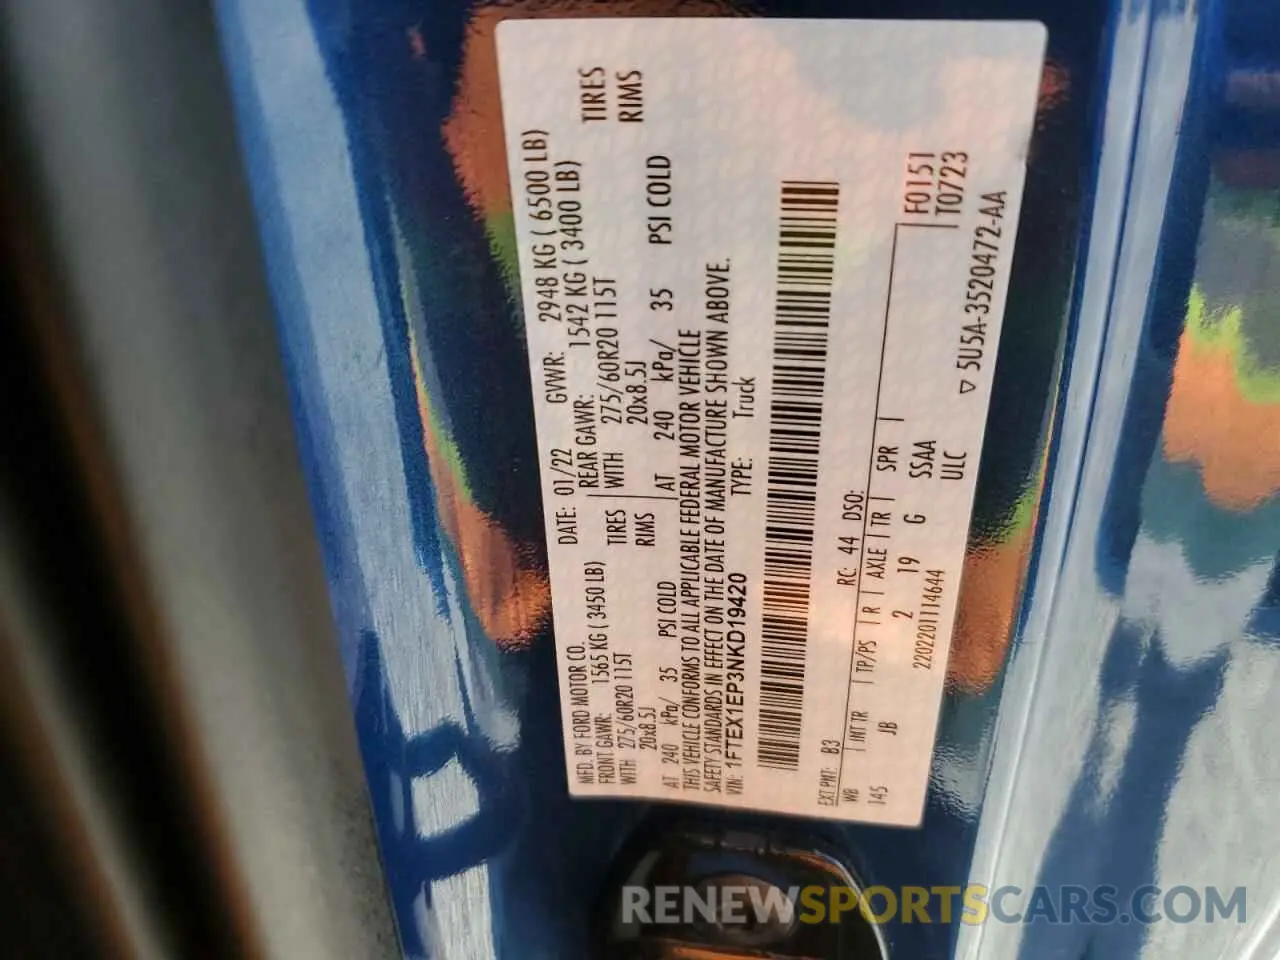 MFD. BY FORD MOTOR CO.
DATE: 01/22 GVWR: 2948 KG ( 6500 LB)
FRONT GAWR: 1565 KG ( 3450 LB) REAR GAWR: 1542 KG ( 3400 LB)
WITH 275/60R20 115T TIRES WITH 275/60R20 115T TIRES
20x8.5J RIMS 20x8.5J RIMS
AT 240 kPa/ 35 PSI COLD AT 240 kPa/ 35 PSI COLD
THIS VEHICLE CONFORMS TO ALL APPLICABLE FEDERAL MOTOR VEHICLE
SAFETY STANDARDS IN EFFECT ON THE DATE OF MANUFACTURE SHOWN ABOVE.
VIN: 1FTEX1EP3NKD19420 TYPE: Truck
EXT PNT: B3 RC: 44 DSO:
WB INT TR TP/PS R AXLE TR SPR F0151
T0723
145 JB 2 19 G SSAA
2202201114644 ULC
▽ 5U5A-3520472-AA
RENEWSPORTSCARS.COM